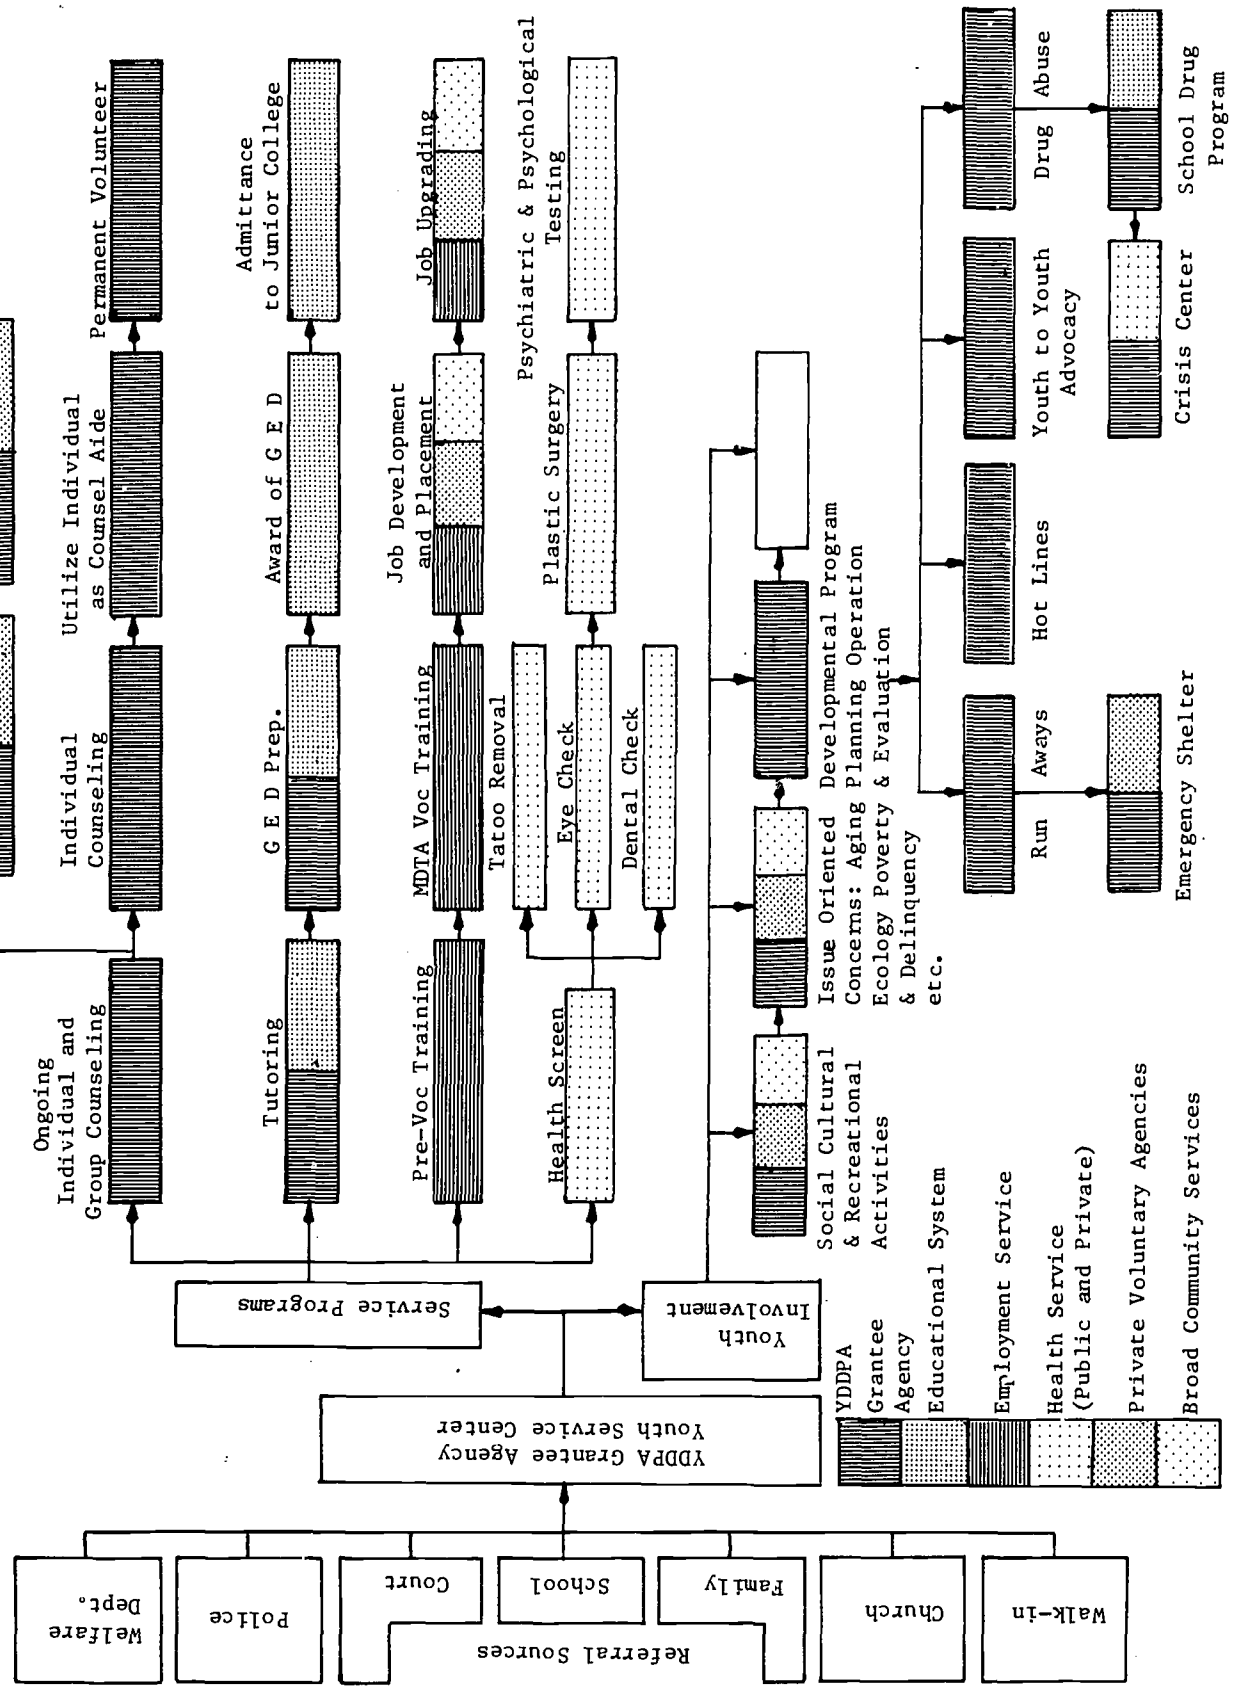 Welfare
Dept.
Police
Court
School
Family
Church
Walk-in
Referral Sources
YDDPA Grantee Agency
Youth Service Center
Service Programs
Youth
Involvement
Ongoing
Individual and
Group Counseling
Individual
Counseling
Utilize Individual
as Counsel Aide
Permanent Volunteer
Tutoring
G E D Prep.
Award of G E D
Admittance
to Junior College
Pre-Voc Training
MDTA Voc Training
Job Development
and Placement
Job Upgrading
Health Screen
Tatoo Removal
Eye Check
Dental Check
Plastic Surgery
Psychiatric & Psychological
Testing
Social Cultural
& Recreational
Activities
Issue Oriented
Concerns: Aging
Ecology Poverty
& Delinquency
etc.
Developmental Program
Planning Operation
& Evaluation
Run Aways
Emergency Shelter
Hot Lines
Youth to Youth
Advocacy
Drug Abuse
School Drug
Program
Crisis Center
YDDPA
Grantee
Agency
Educational System
Employment Service
Health Service
(Public and Private)
Private Voluntary Agencies
Broad Community Services